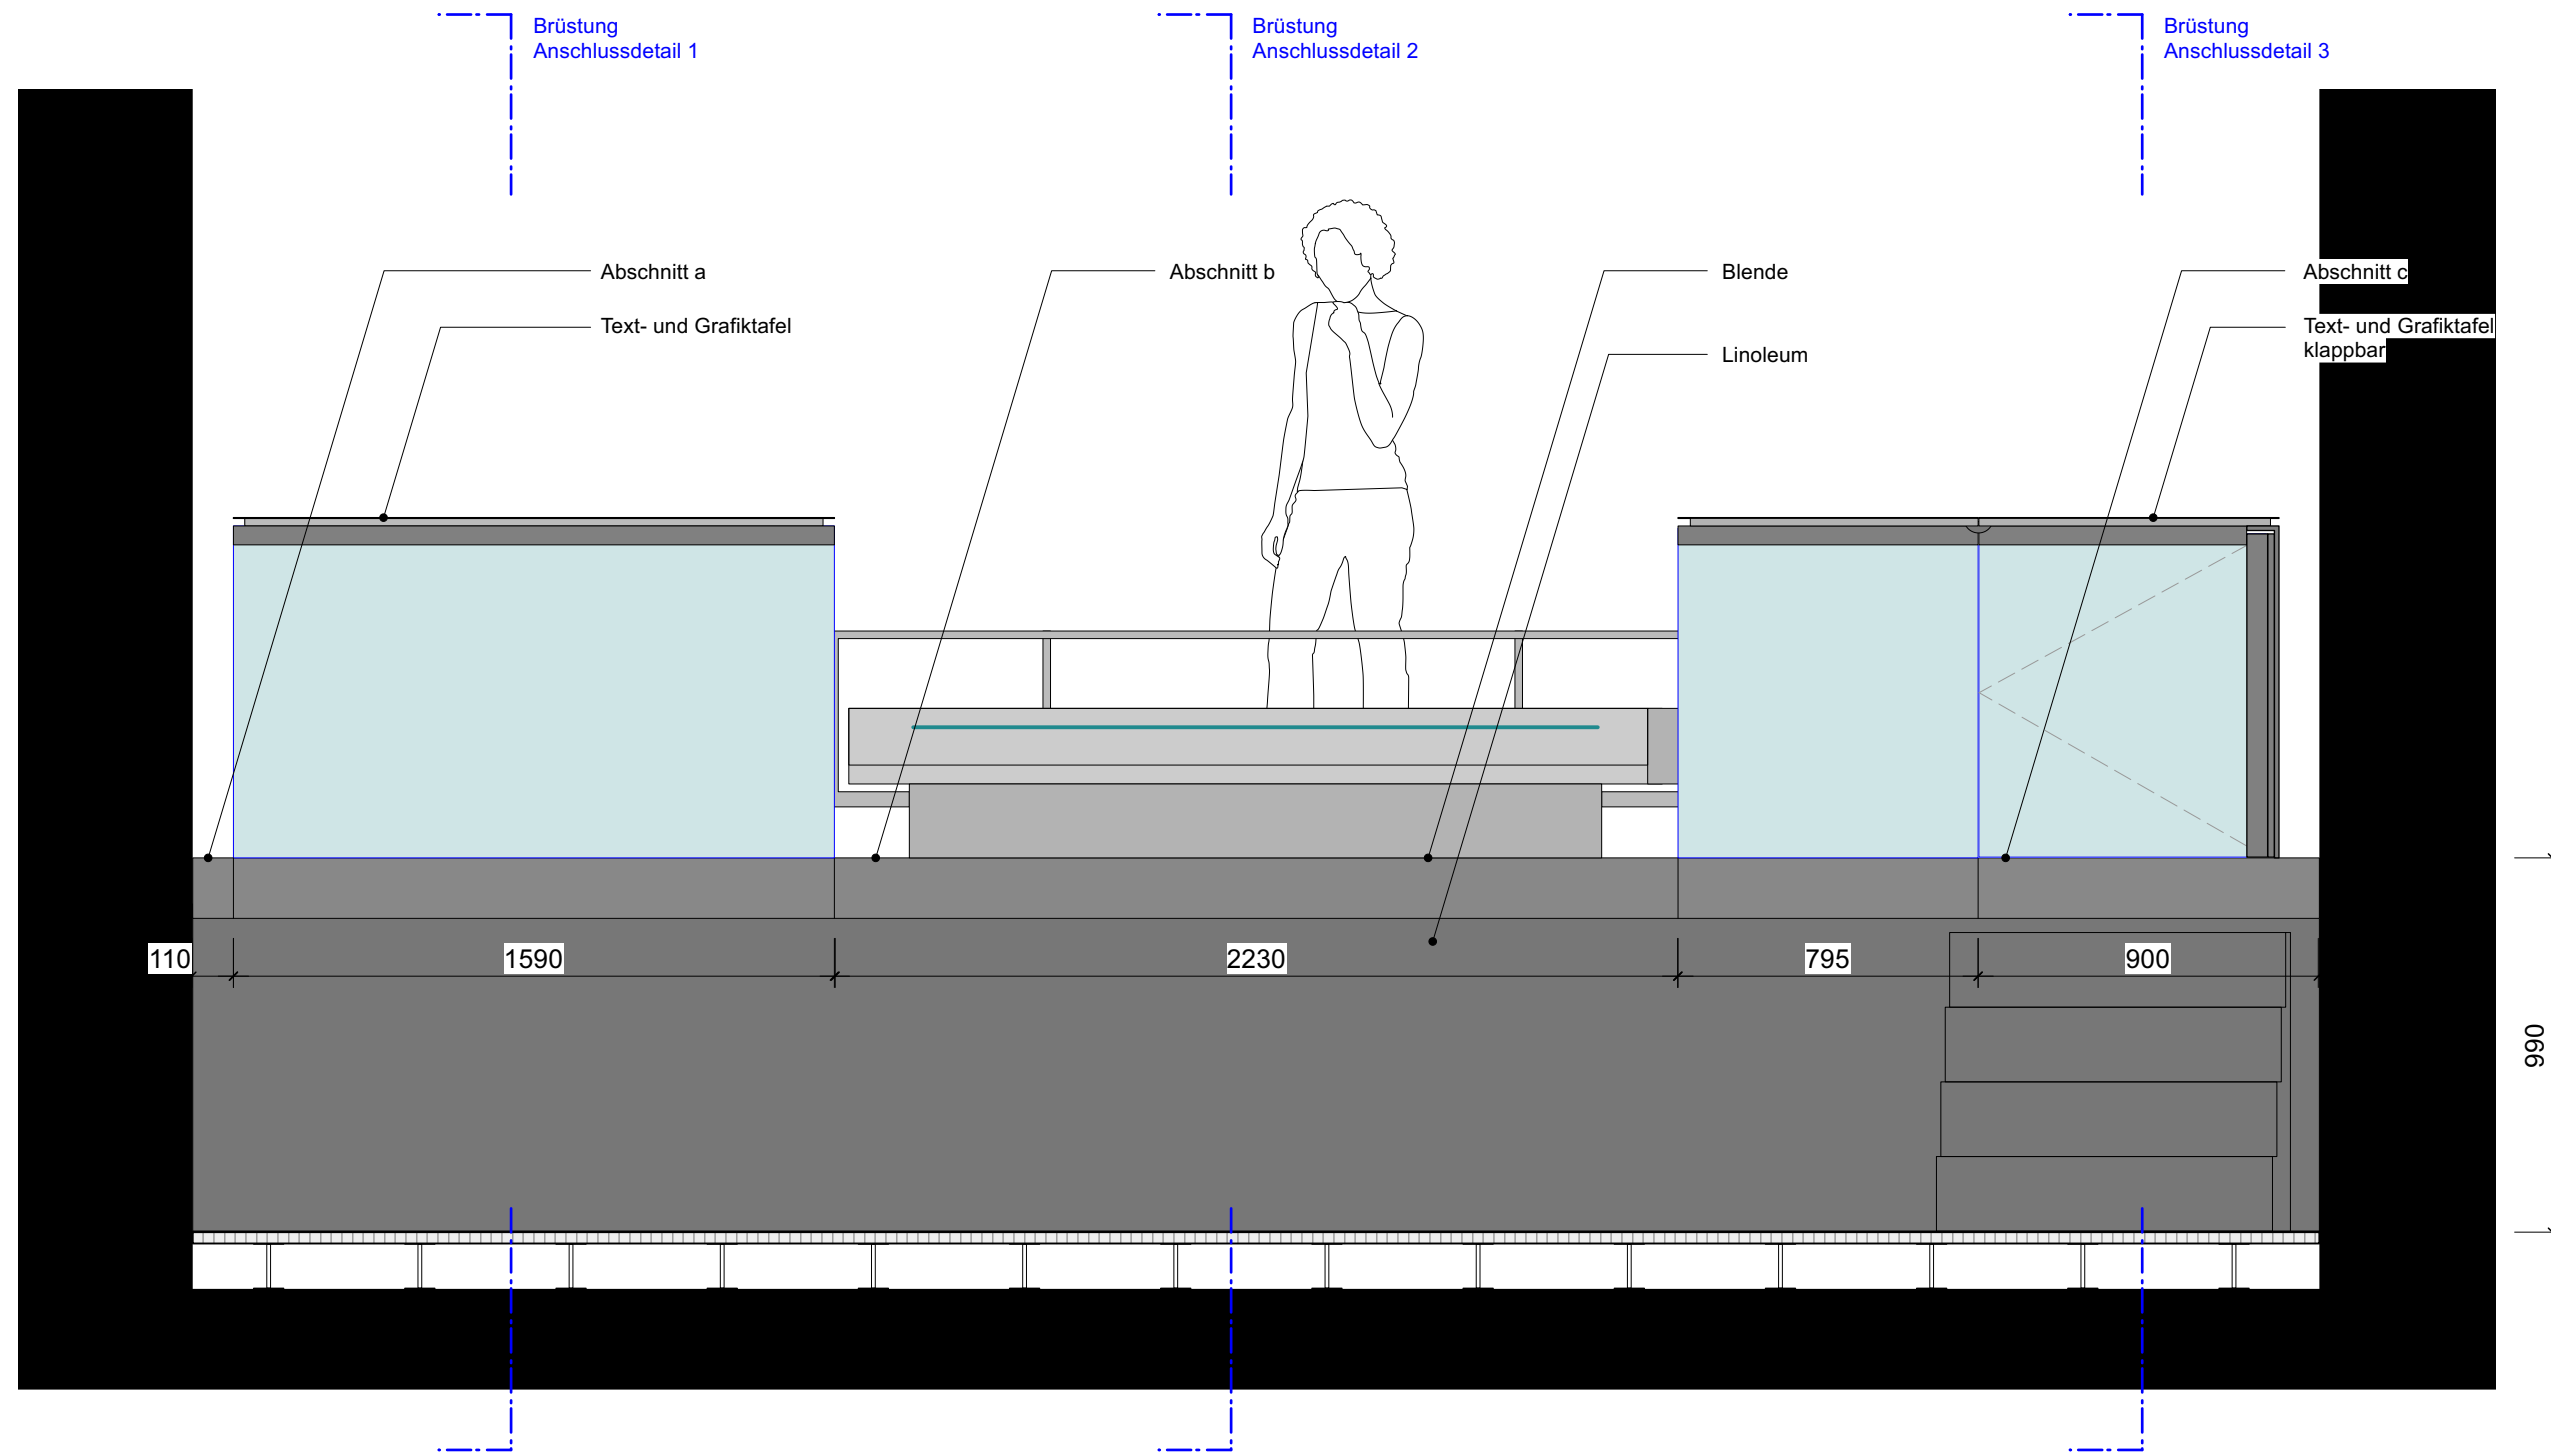 Brüstung
Anschlussdetail 1
Brüstung
Anschlussdetail 2
Brüstung
Anschlussdetail 3
Abschnitt a
Text- und Grafiktafel
Abschnitt b
Blende
Linoleum
Abschnitt c
Text- und Grafiktafel
klappbar
110
1590
2230
795
900
990